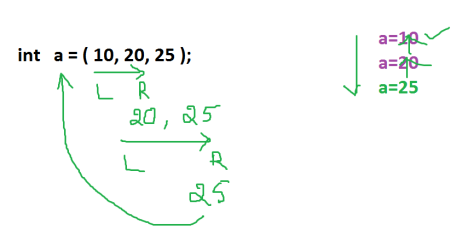 int a = ( 10, 20, 25 );
L R
20, 25
L R
25
a=10
a=20
a=25